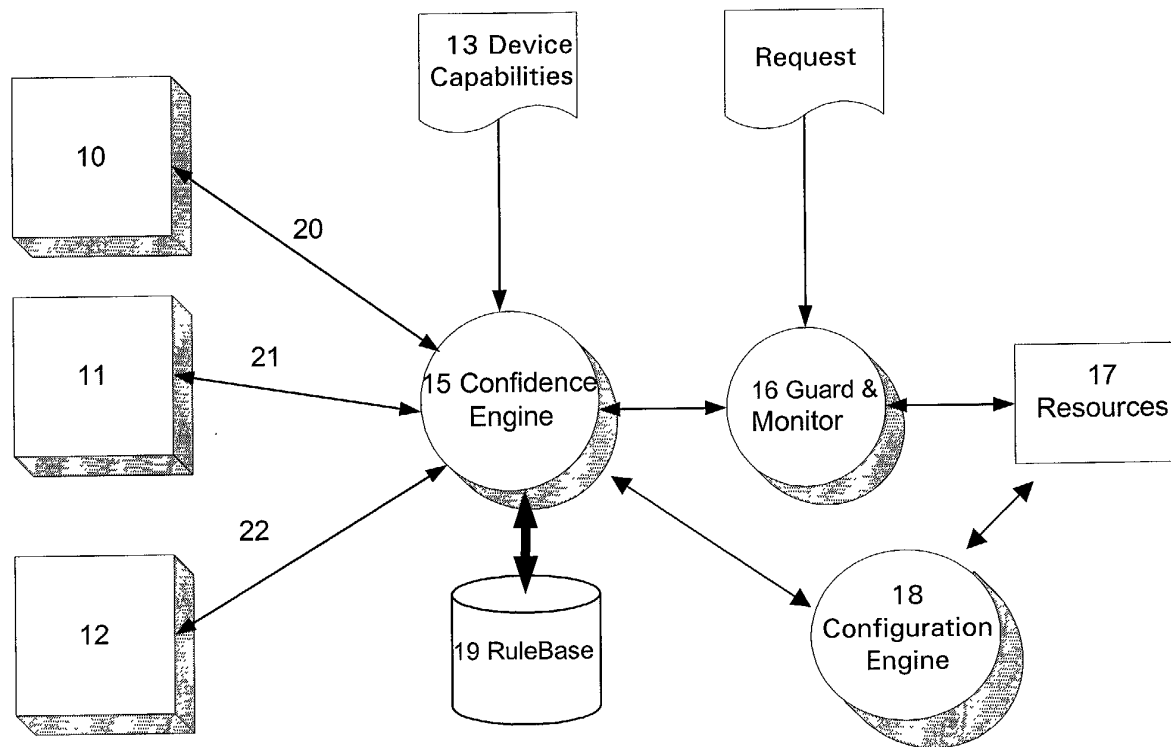 13 Device
Capabilities
Request
10
20
11
21
15 Confidence
Engine
16 Guard &
Monitor
17
Resources
22
12
19 RuleBase
18
Configuration
Engine